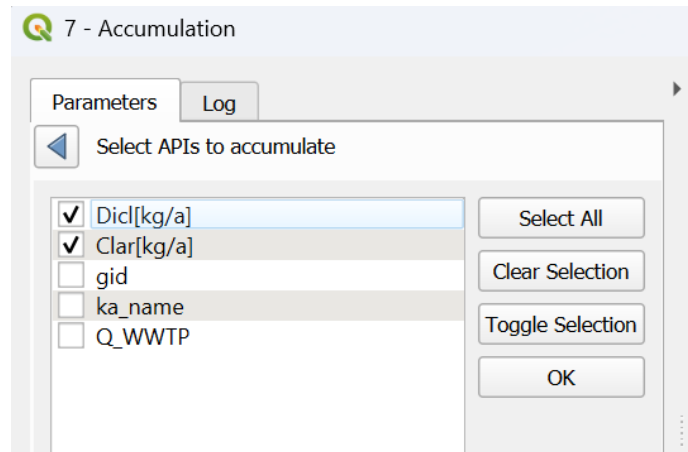 7 - Accumulation
Parameters Log
Select APIs to accumulate
Dicl[kg/a]
Clar[kg/a]
gid
ka_name
Q_WWTP
Select All
Clear Selection
Toggle Selection
OK